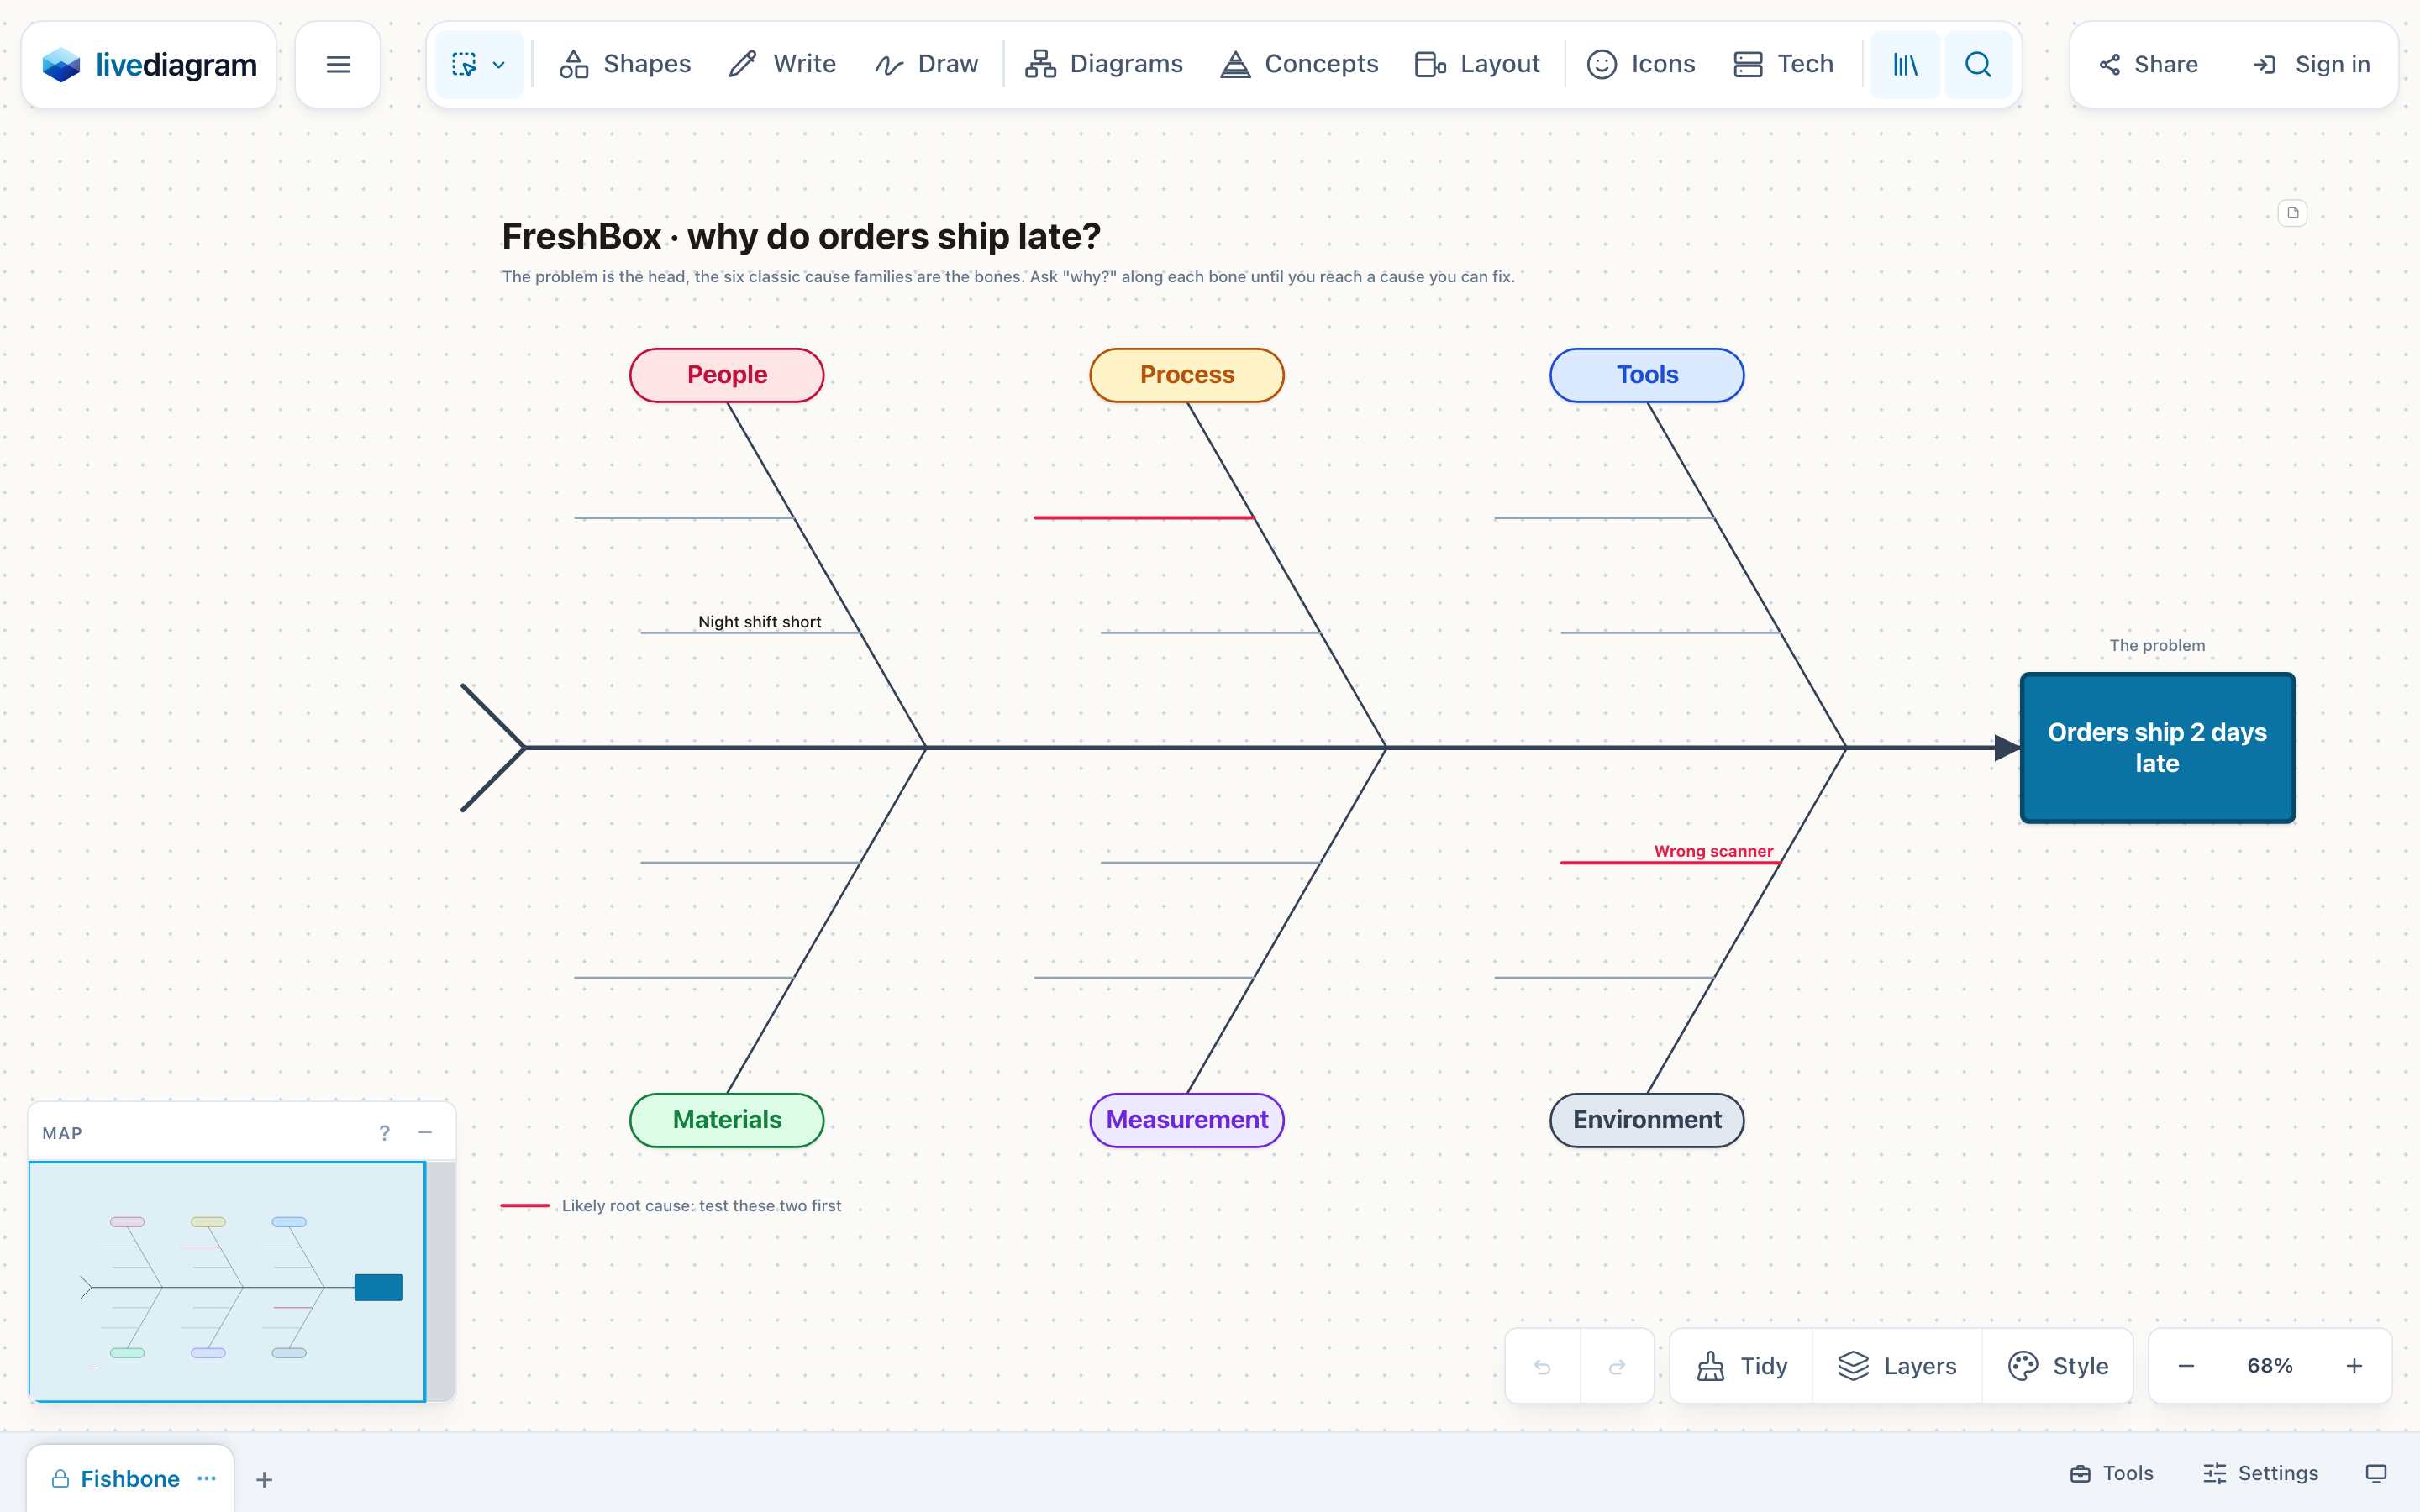 livediagram
Shapes
Write
Draw
Diagrams
Concepts
Layout
Icons
Tech
Share
Sign in
FreshBox · why do orders ship late?
The problem is the head, the six classic cause families are the bones. Ask "why?" along each bone until you reach a cause you can fix.
People
Process
Tools
Night shift short
The problem
Orders ship 2 days
late
Wrong scanner
Materials
Measurement
Environment
MAP
?
Likely root cause: test these two first
Tidy
Layers
Style
68%
Fishbone
Tools
Settings